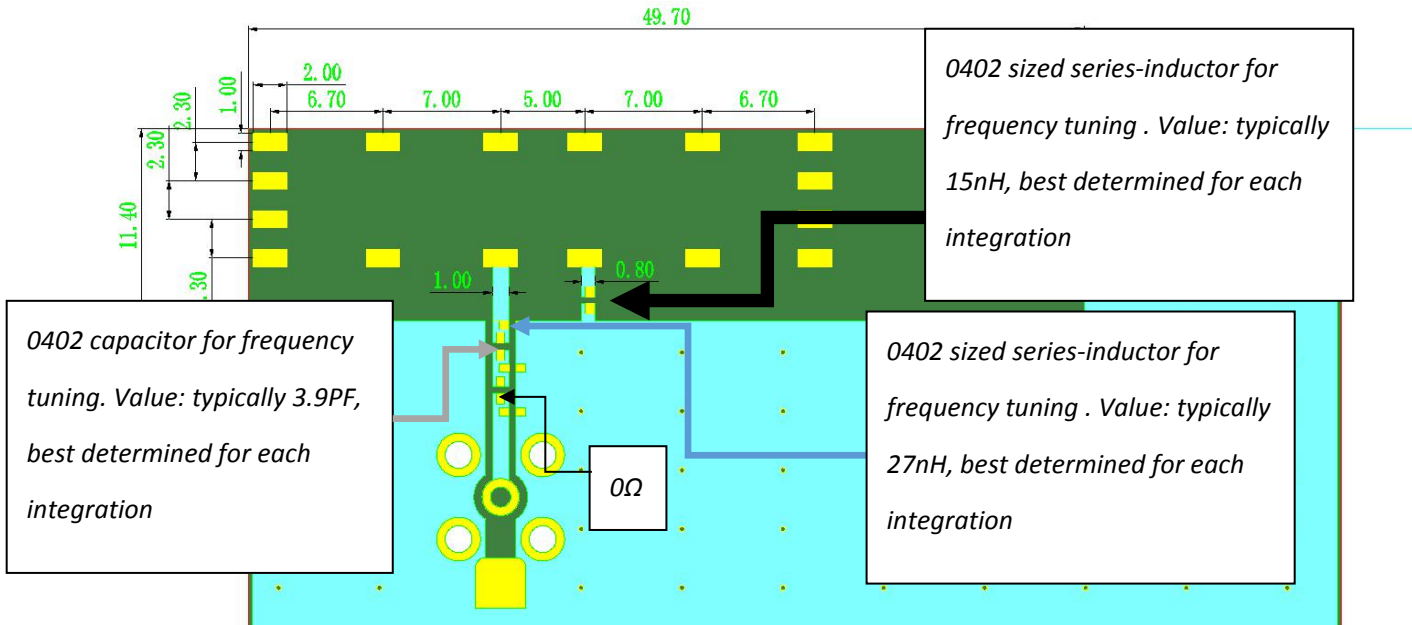 49.70
2.00
6.70
7.00
5.00
7.00
6.70
1.00
2.30
2.30
11.40
.30
1.00
0.80
0402 sized series-inductor for
frequency tuning . Value: typically
15nH, best determined for each
integration
0402 capacitor for frequency
tuning. Value: typically 3.9PF,
best determined for each
integration
0Ω
0402 sized series-inductor for
frequency tuning . Value: typically
27nH, best determined for each
integration